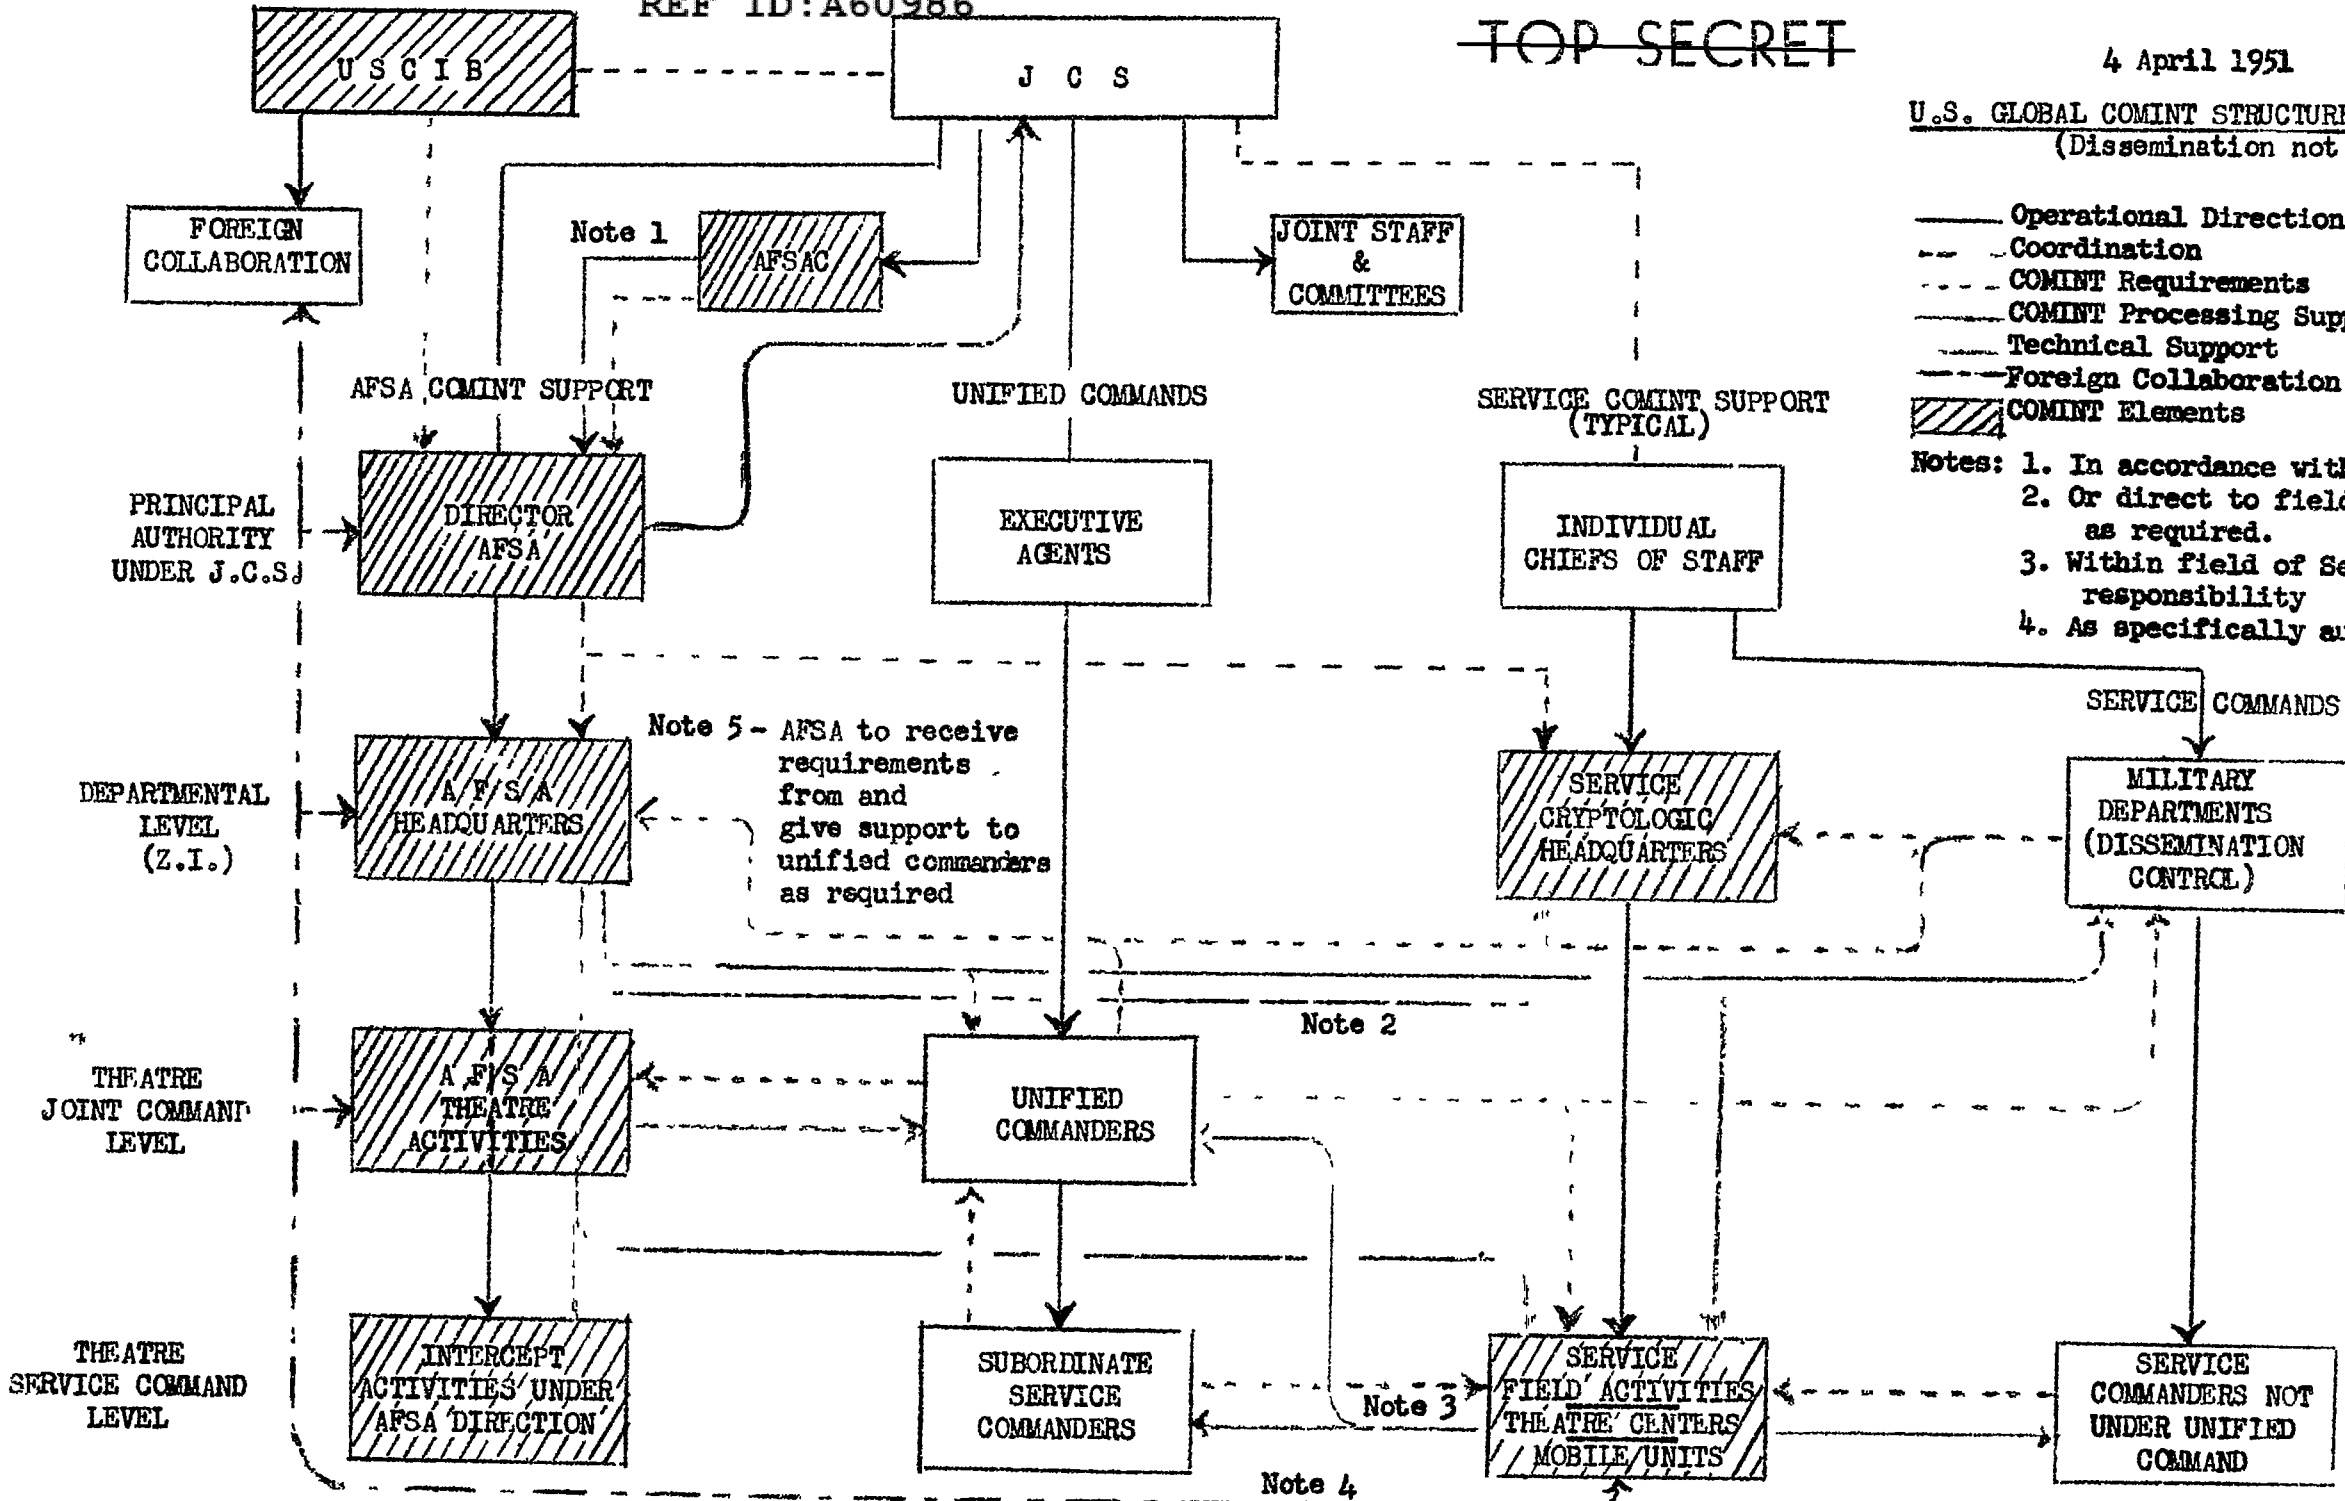 REF ID:A60986
TOP SECRET
4 April 1951
U.S. GLOBAL COMINT STRUCTURE
(Dissemination not
Operational Direction
Coordination
COMINT Requirements
COMINT Processing Supp
Technical Support
Foreign Collaboration
COMINT Elements
Notes: 1. In accordance with
2. Or direct to field
as required.
3. Within field of Se
responsibility
4. As specifically au
U S C I B
J C S
FOREIGN
COLLABORATION
Note 1
AFSAC
JOINT STAFF
&
COMMITTEES
AFSA COMINT SUPPORT
UNIFIED COMMANDS
SERVICE COMINT SUPPORT
(TYPICAL)
PRINCIPAL
AUTHORITY
UNDER J.C.S.
DIRECTOR
AFSA
EXECUTIVE
AGENTS
INDIVIDUAL
CHIEFS OF STAFF
SERVICE COMMANDS
DEPARTMENTAL
LEVEL
(Z.I.)
A F S A
HEADQUARTERS
Note 5 - AFSA to receive
requirements
from and
give support to
unified commanders
as required
SERVICE
CRYPTOLOGIC
HEADQUARTERS
MILITARY
DEPARTMENTS
(DISSEMINATION
CONTROL)
Note 2
THEATRE
JOINT COMMAND
LEVEL
A F S A
THEATRE
ACTIVITIES
UNIFIED
COMMANDERS
THEATRE
SERVICE COMMAND
LEVEL
INTERCEPT
ACTIVITIES UNDER
AFSA DIRECTION
SUBORDINATE
SERVICE
COMMANDERS
Note 3
SERVICE
FIELD ACTIVITIES
THEATRE CENTERS
MOBILE UNITS
SERVICE
COMMANDERS NOT
UNDER UNIFIED
COMMAND
Note 4